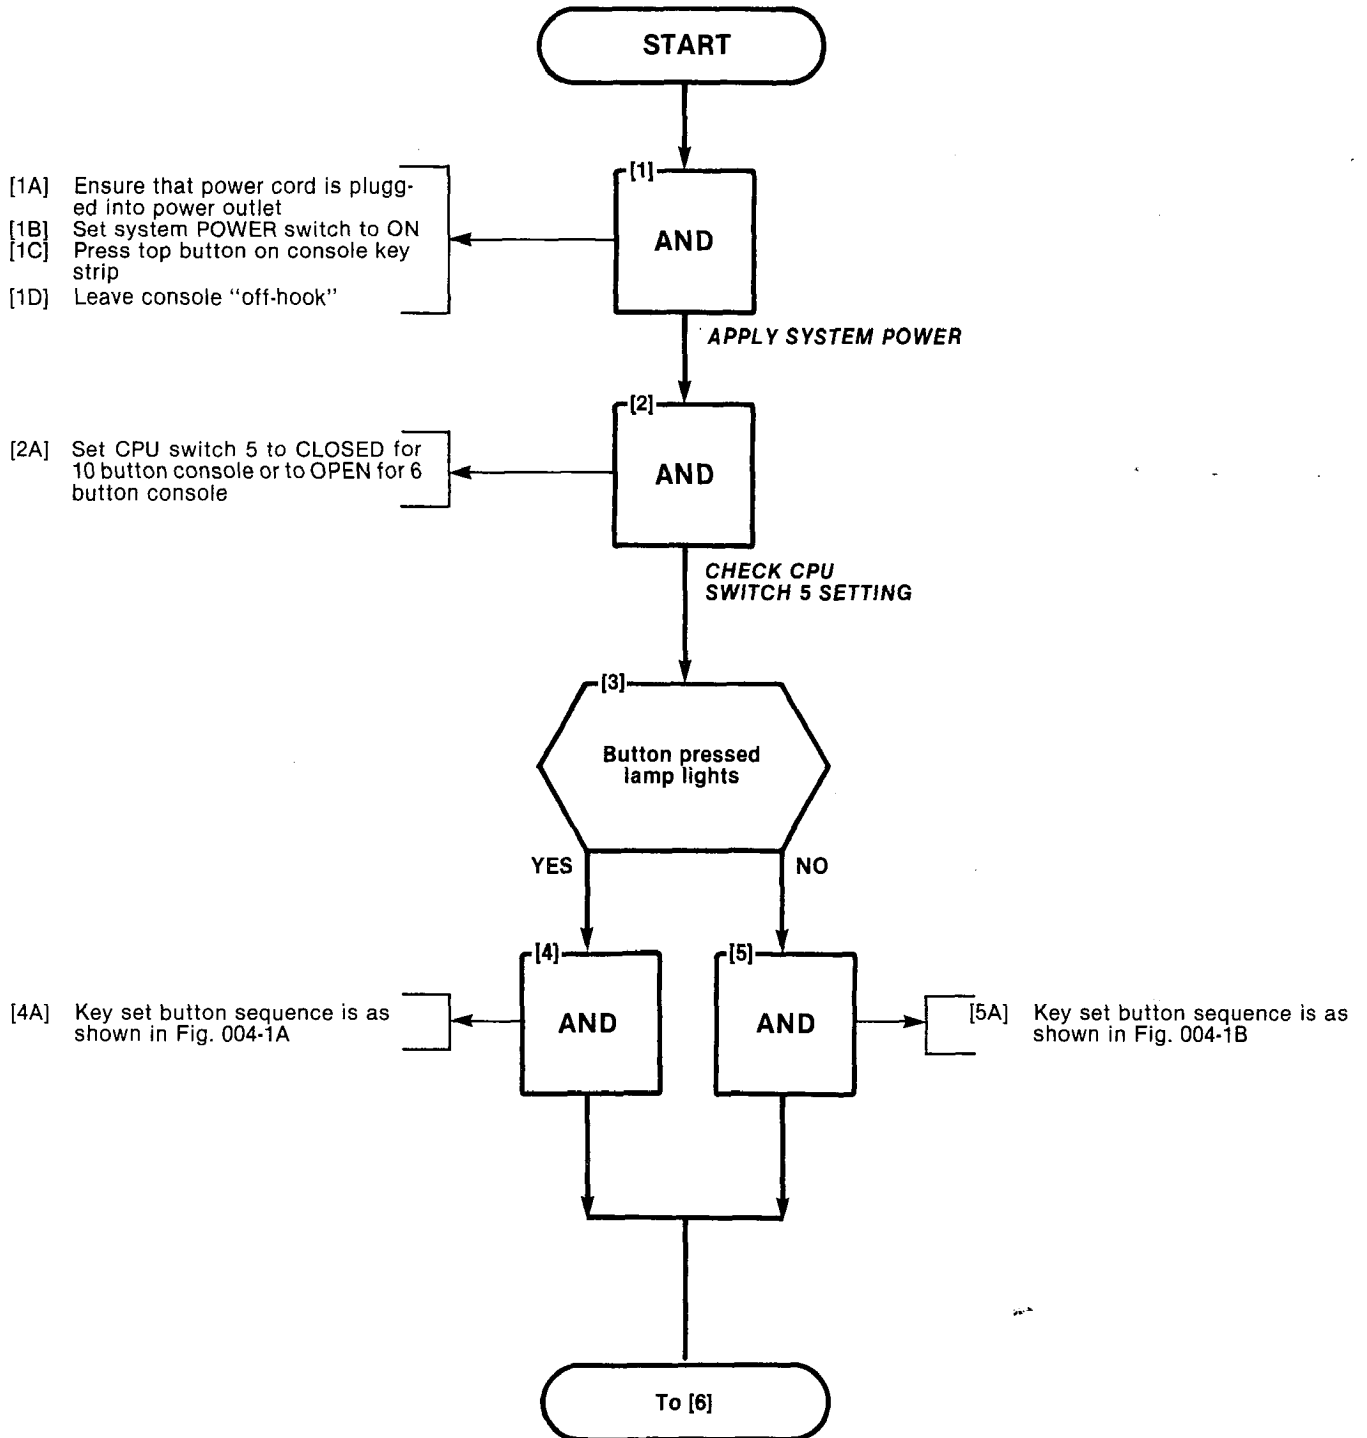 START
[1]
[1A] Ensure that power cord is plugg-
ed into power outlet
[1B] Set system POWER switch to ON
[1C] Press top button on console key
strip
[1D] Leave console "off-hook"
AND
APPLY SYSTEM POWER
[2]
[2A] Set CPU switch 5 to CLOSED for
10 button console or to OPEN for 6
button console
AND
CHECK CPU
SWITCH 5 SETTING
[3]
Button pressed
lamp lights
YES
NO
[4]
[5]
[4A] Key set button sequence is as
shown in Fig. 004-1A
AND
AND
[5A] Key set button sequence is as
shown in Fig. 004-1B
To [6]